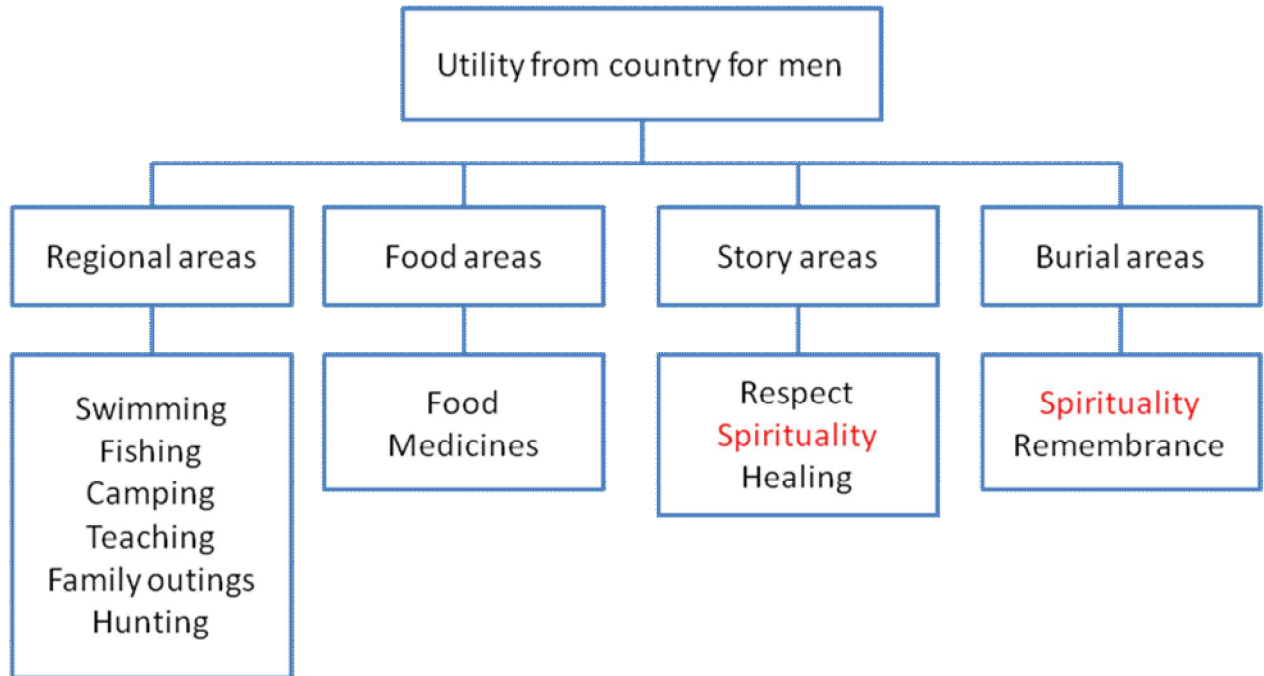 Utility from country for men
Regional areas
Food areas
Story areas
Burial areas
Swimming
Fishing
Camping
Teaching
Family outings
Hunting
Food
Medicines
Respect
Spirituality
Healing
Spirituality
Remembrance